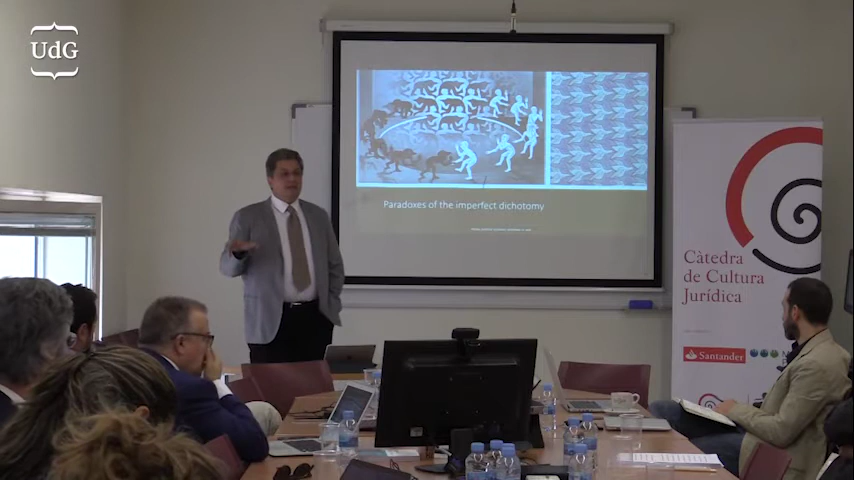 UdG
Paradoxes of the imperfect dichotomy
Càtedra
de Cultura
Jurídica
Santander